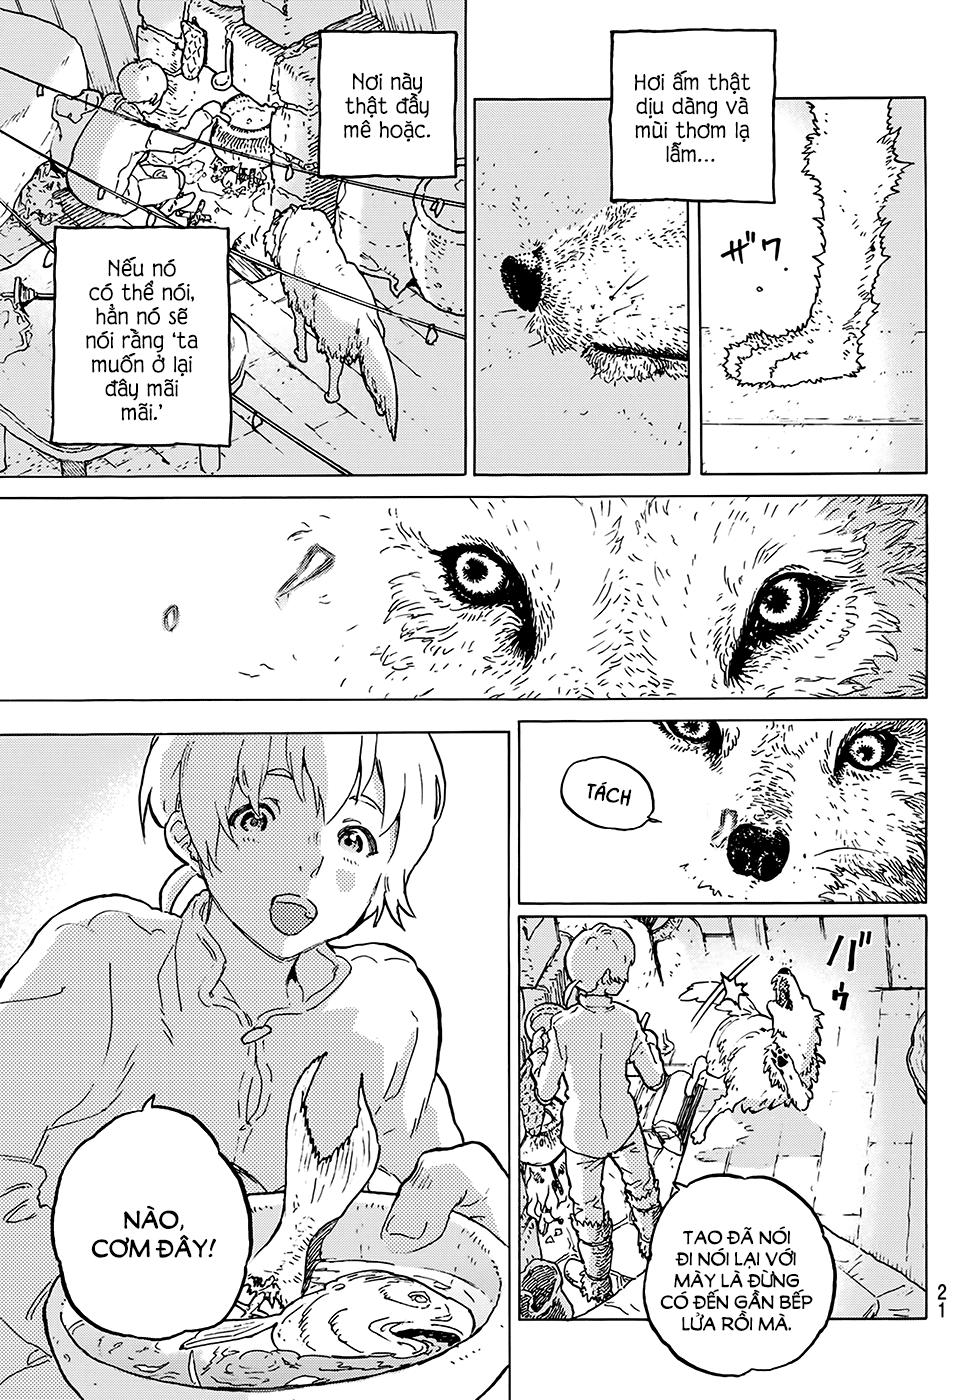 Hơi ấm thật
dịu dàng và
mùi thơm lạ
lắm...
ザワ
Nơi này
thật đầy
mê hoặc.
Nếu nó
có thể nói,
hẳn nó sẽ
nói rằng ‘ta
muốn ở lại
đây mãi
mãi.’
TÁCH
バッ
TAO ĐÃ NÓI
ĐI NÓI LẠI VỚI
MÀY LÀ ĐỪNG
CÓ ĐẾN GẦN BẾP
LỬA RỒI MÀ.
NÀO,
CƠM ĐÂY!
21